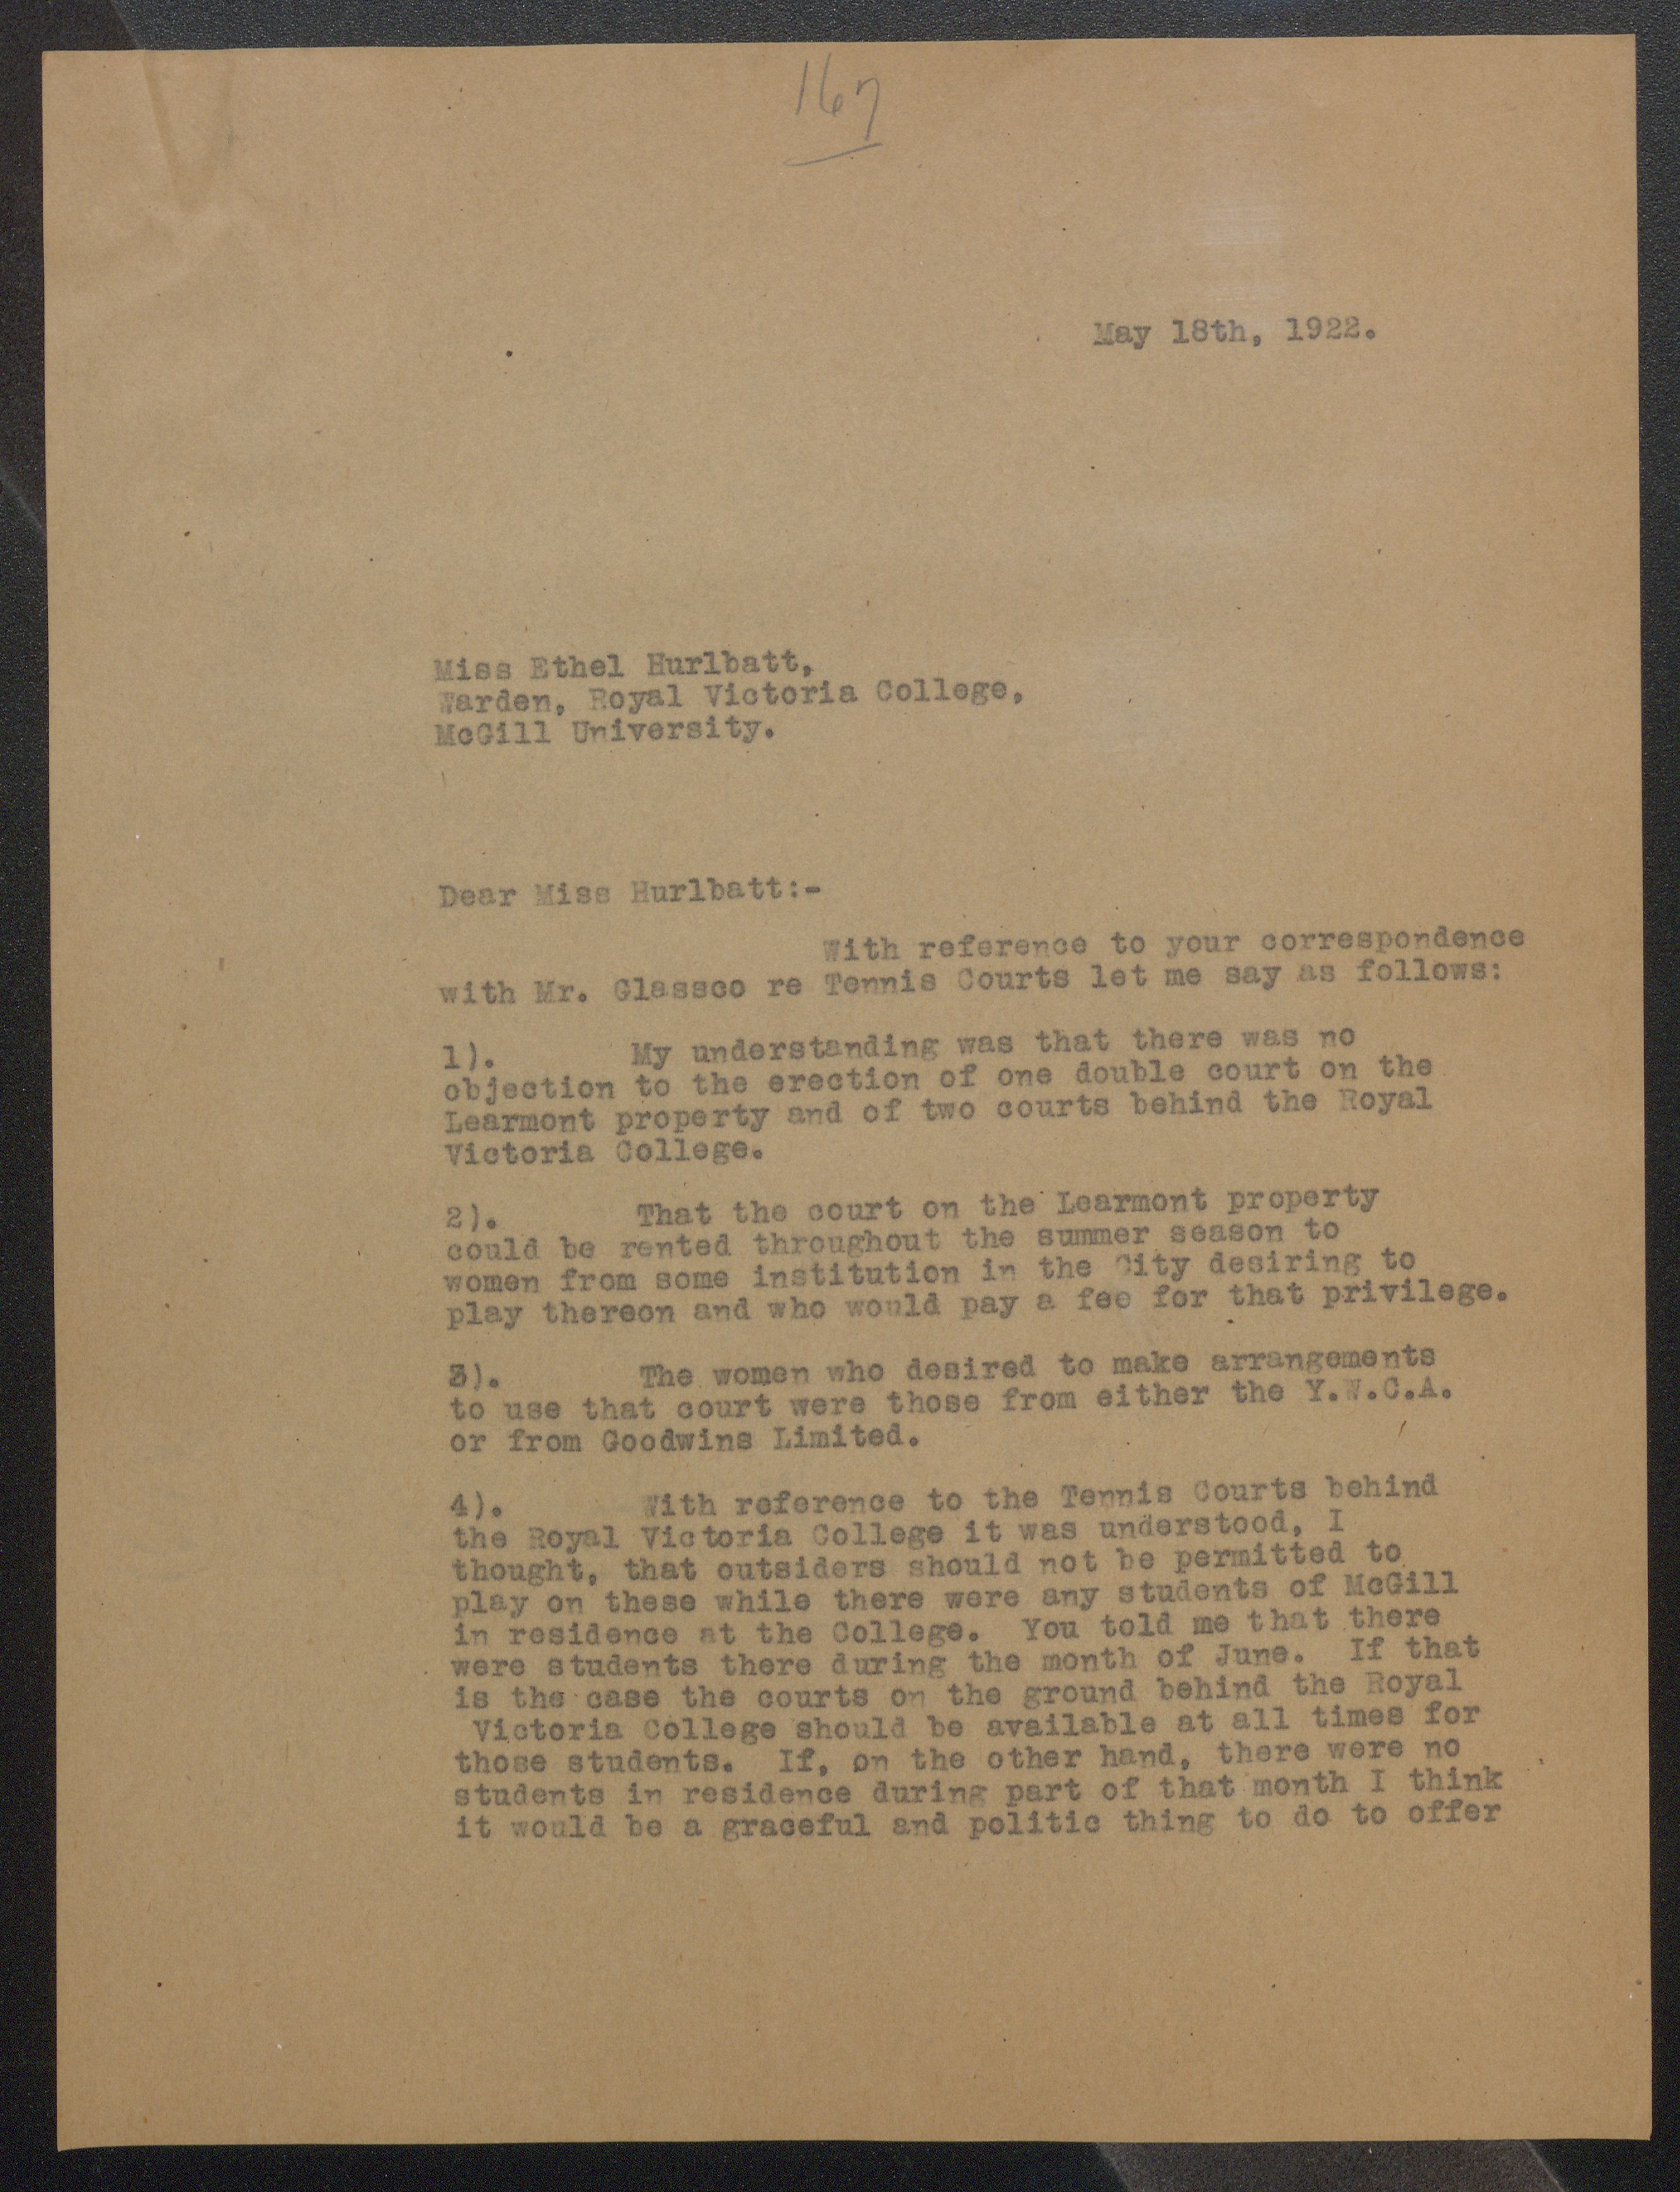 167
May 18th, 1922.
Miss Ethel Hurlbatt,
Warden, Royal Victoria College,
McGill University.
Dear Miss Hurlbatt:-
With reference to your correspondence
with Mr. Glassco re Tennis Courts let me say as follows:
1). My understanding was that there was no
objection to the erection of one double court on the
Learmont property and of two courts behind the Royal
Victoria College.
2). That the court on the Learmont property
could be rented throughout the summer season to
women from some institution in the City desiring to
play thereon and who would pay a fee for that privilege.
3). The women who desired to make arrangements
to use that court were those from either the Y.W.C.A.
or from Goodwins Limited.
4). With reference to the Tennis Courts behind
the Royal Victoria College it was understood, I
thought, that outsiders should not be permitted to
play on these while there were any students of McGill
in residence at the College. You told me that there
were students there during the month of June. If that
is the case the courts on the ground behind the Royal
Victoria College should be available at all times for
those students. If, on the other hand, there were no
students in residence during part of that month I think
it would be a graceful and politic thing to do to offer